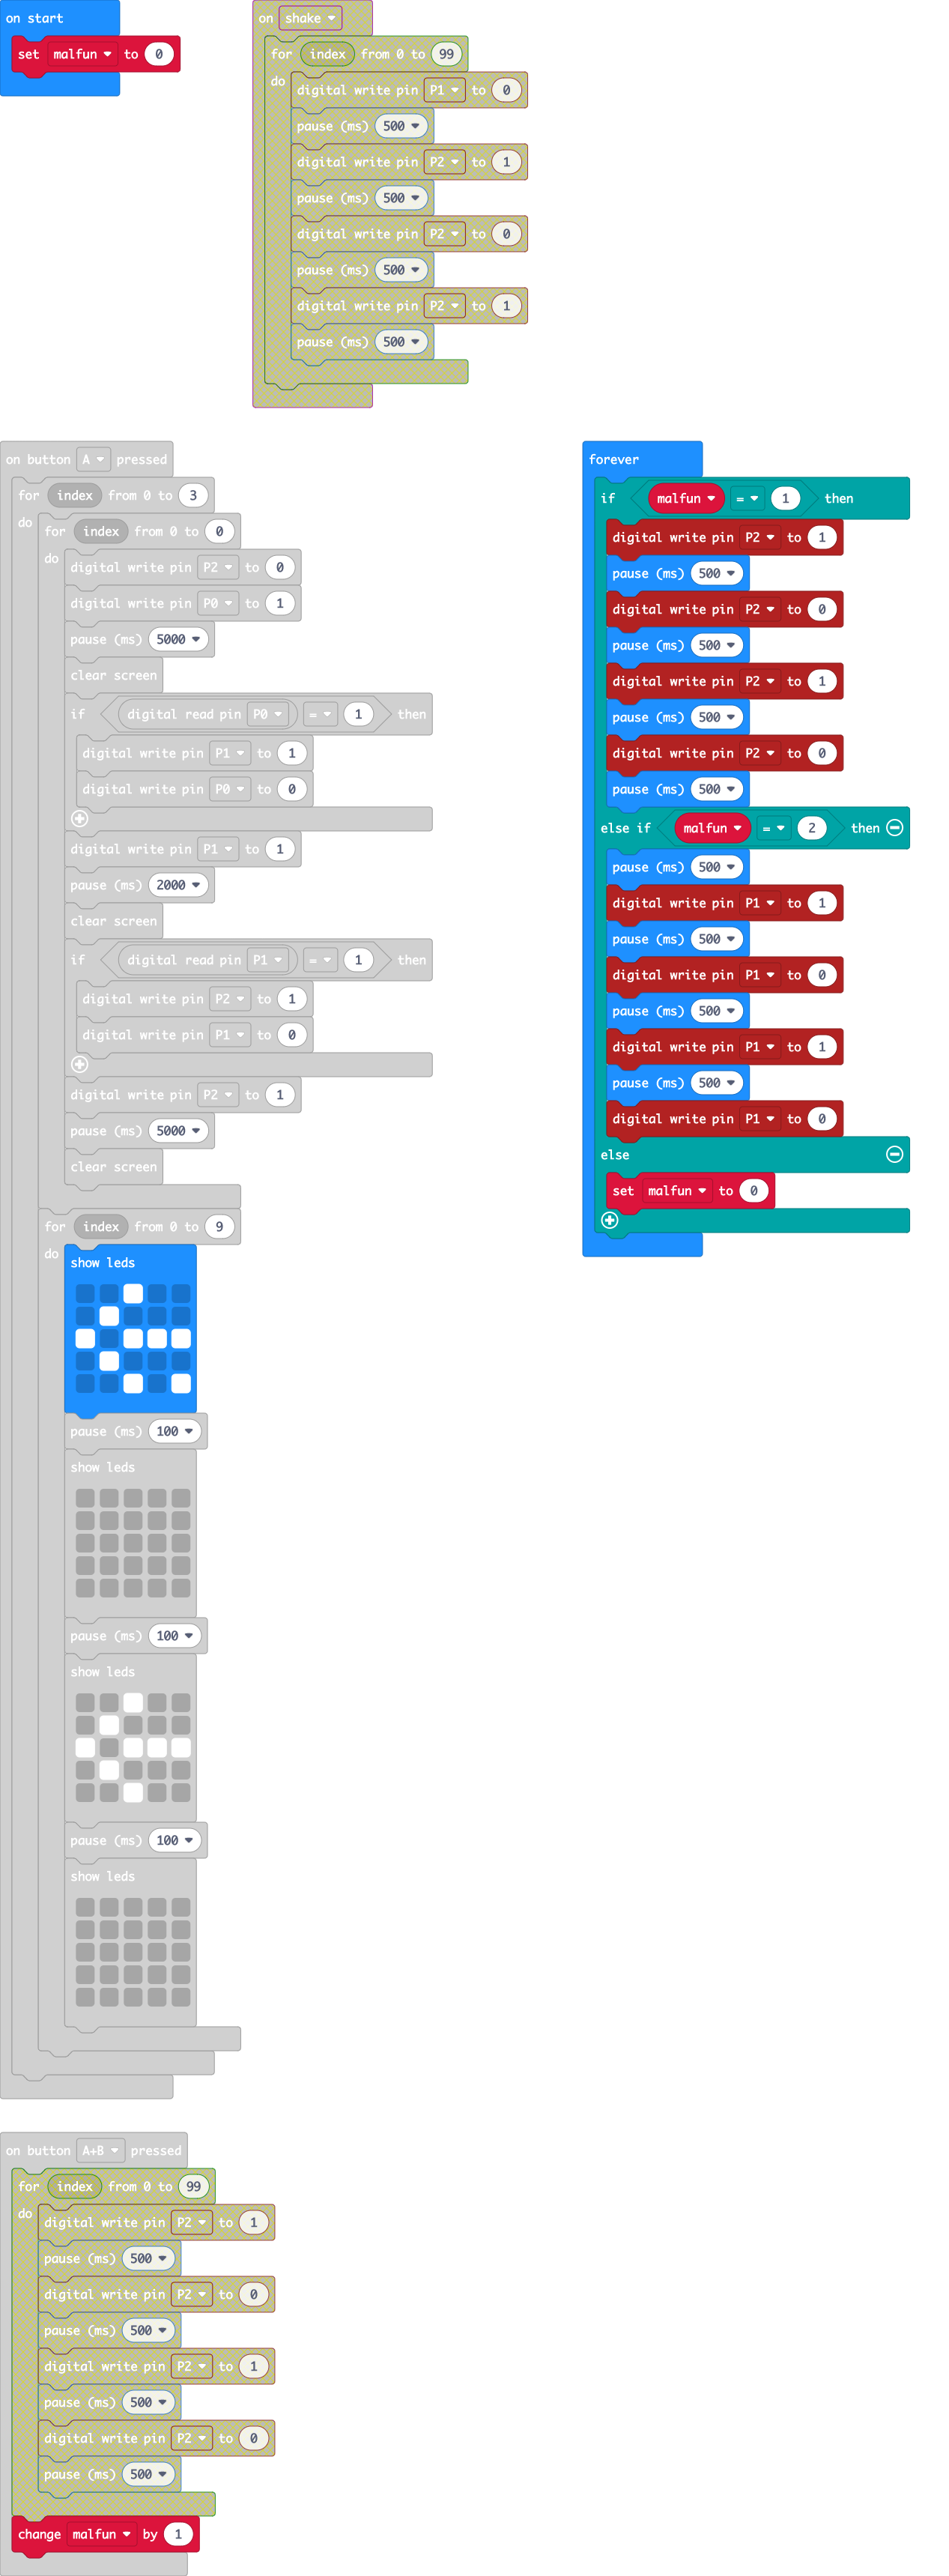 on start
set malfun to 0
on shake
for index from 0 to 99
do
digital write pin P1 to 0
pause (ms) 500
digital write pin P2 to 1
pause (ms) 500
digital write pin P2 to 0
pause (ms) 500
digital write pin P2 to 1
pause (ms) 500
on button A pressed
for index from 0 to 3
do
for index from 0 to 0
do
digital write pin P2 to 0
digital write pin P0 to 1
pause (ms) 5000
clear screen
if digital read pin P0 = 1 then
digital write pin P1 to 1
digital write pin P0 to 0
digital write pin P1 to 1
pause (ms) 2000
clear screen
if digital read pin P1 = 1 then
digital write pin P2 to 1
digital write pin P1 to 0
digital write pin P2 to 1
pause (ms) 5000
clear screen
for index from 0 to 9
do
show leds
pause (ms) 100
show leds
pause (ms) 100
show leds
pause (ms) 100
show leds
forever
if malfun = 1 then
digital write pin P2 to 1
pause (ms) 500
digital write pin P2 to 0
pause (ms) 500
digital write pin P2 to 1
pause (ms) 500
digital write pin P2 to 0
pause (ms) 500
else if malfun = 2 then
pause (ms) 500
digital write pin P1 to 1
pause (ms) 500
digital write pin P1 to 0
pause (ms) 500
digital write pin P1 to 1
pause (ms) 500
digital write pin P1 to 0
else
set malfun to 0
on button A+B pressed
for index from 0 to 99
do
digital write pin P2 to 1
pause (ms) 500
digital write pin P2 to 0
pause (ms) 500
digital write pin P2 to 1
pause (ms) 500
digital write pin P2 to 0
pause (ms) 500
change malfun by 1